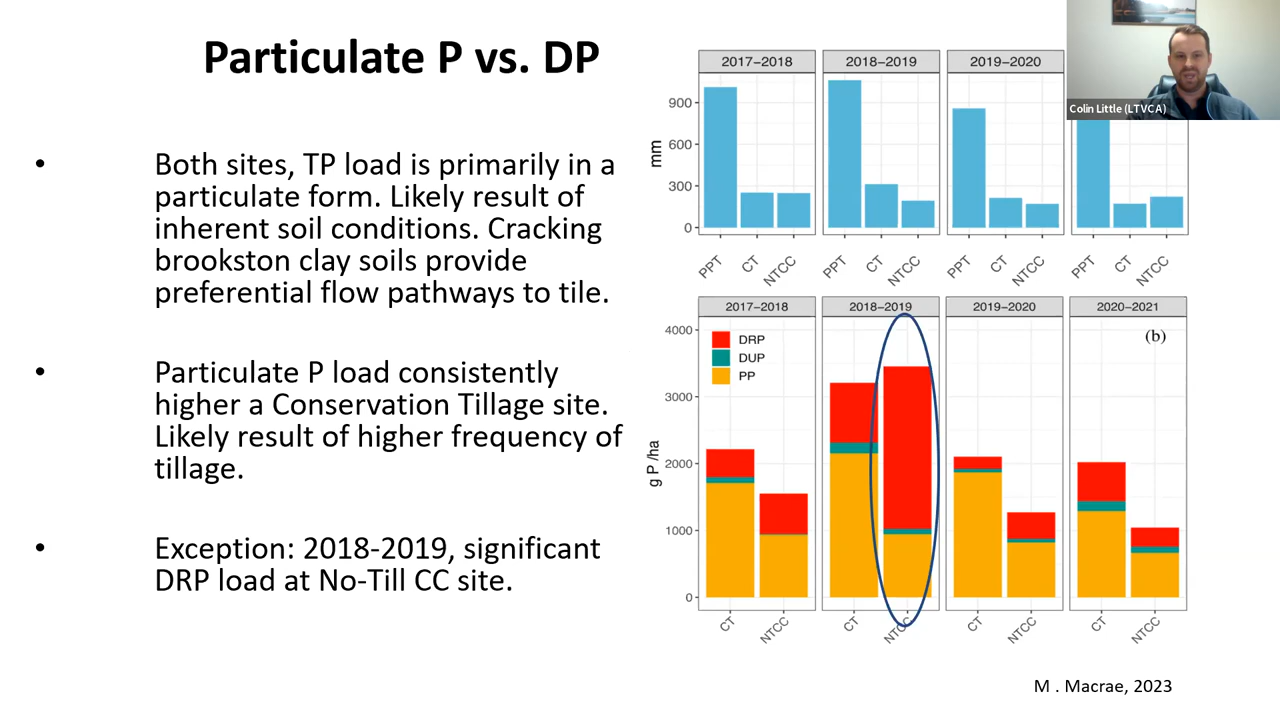 Particulate P vs. DP
• Both sites, TP load is primarily in a
particulate form. Likely result of
inherent soil conditions. Cracking
brookston clay soils provide
preferential flow pathways to tile.
• Particulate P load consistently
higher a Conservation Tillage site.
Likely result of higher frequency of
tillage.
• Exception: 2018-2019, significant
DRP load at No-Till CC site.
Colin Little (LTVCA)
2017−2018 2018−2019 2019−2020
mm
900
600
300
0
PPT CT NTCC PPT CT NTCC PPT CT NTCC PPT CT NTCC
2017−2018 2018−2019 2019−2020 2020−2021
(b)
DRP
DUP
PP
g P /ha
4000
3000
2000
1000
0
CT NTCC CT NTCC CT NTCC CT NTCC
M . Macrae, 2023